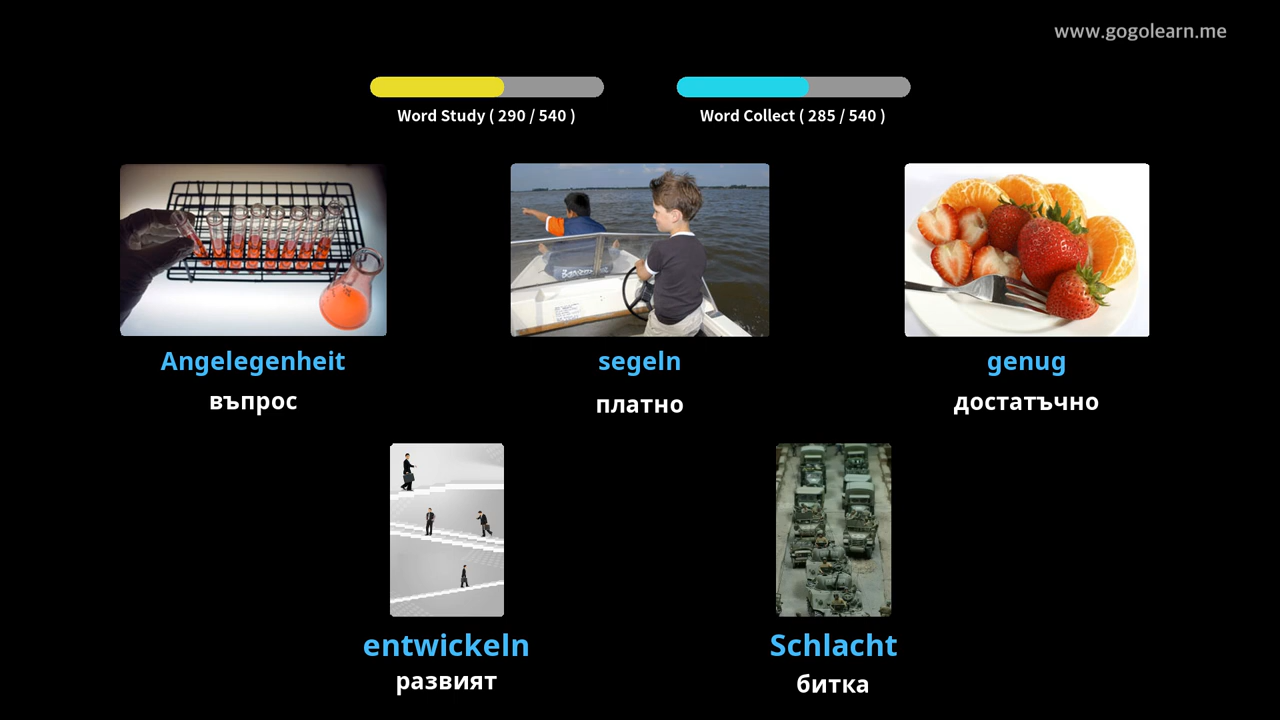 www.gogolearn.me
Word Study ( 290 / 540 )
Word Collect ( 285 / 540 )
Angelegenheit
въпрос
segeln
платно
genug
достатъчно
entwickeln
развият
Schlacht
битка